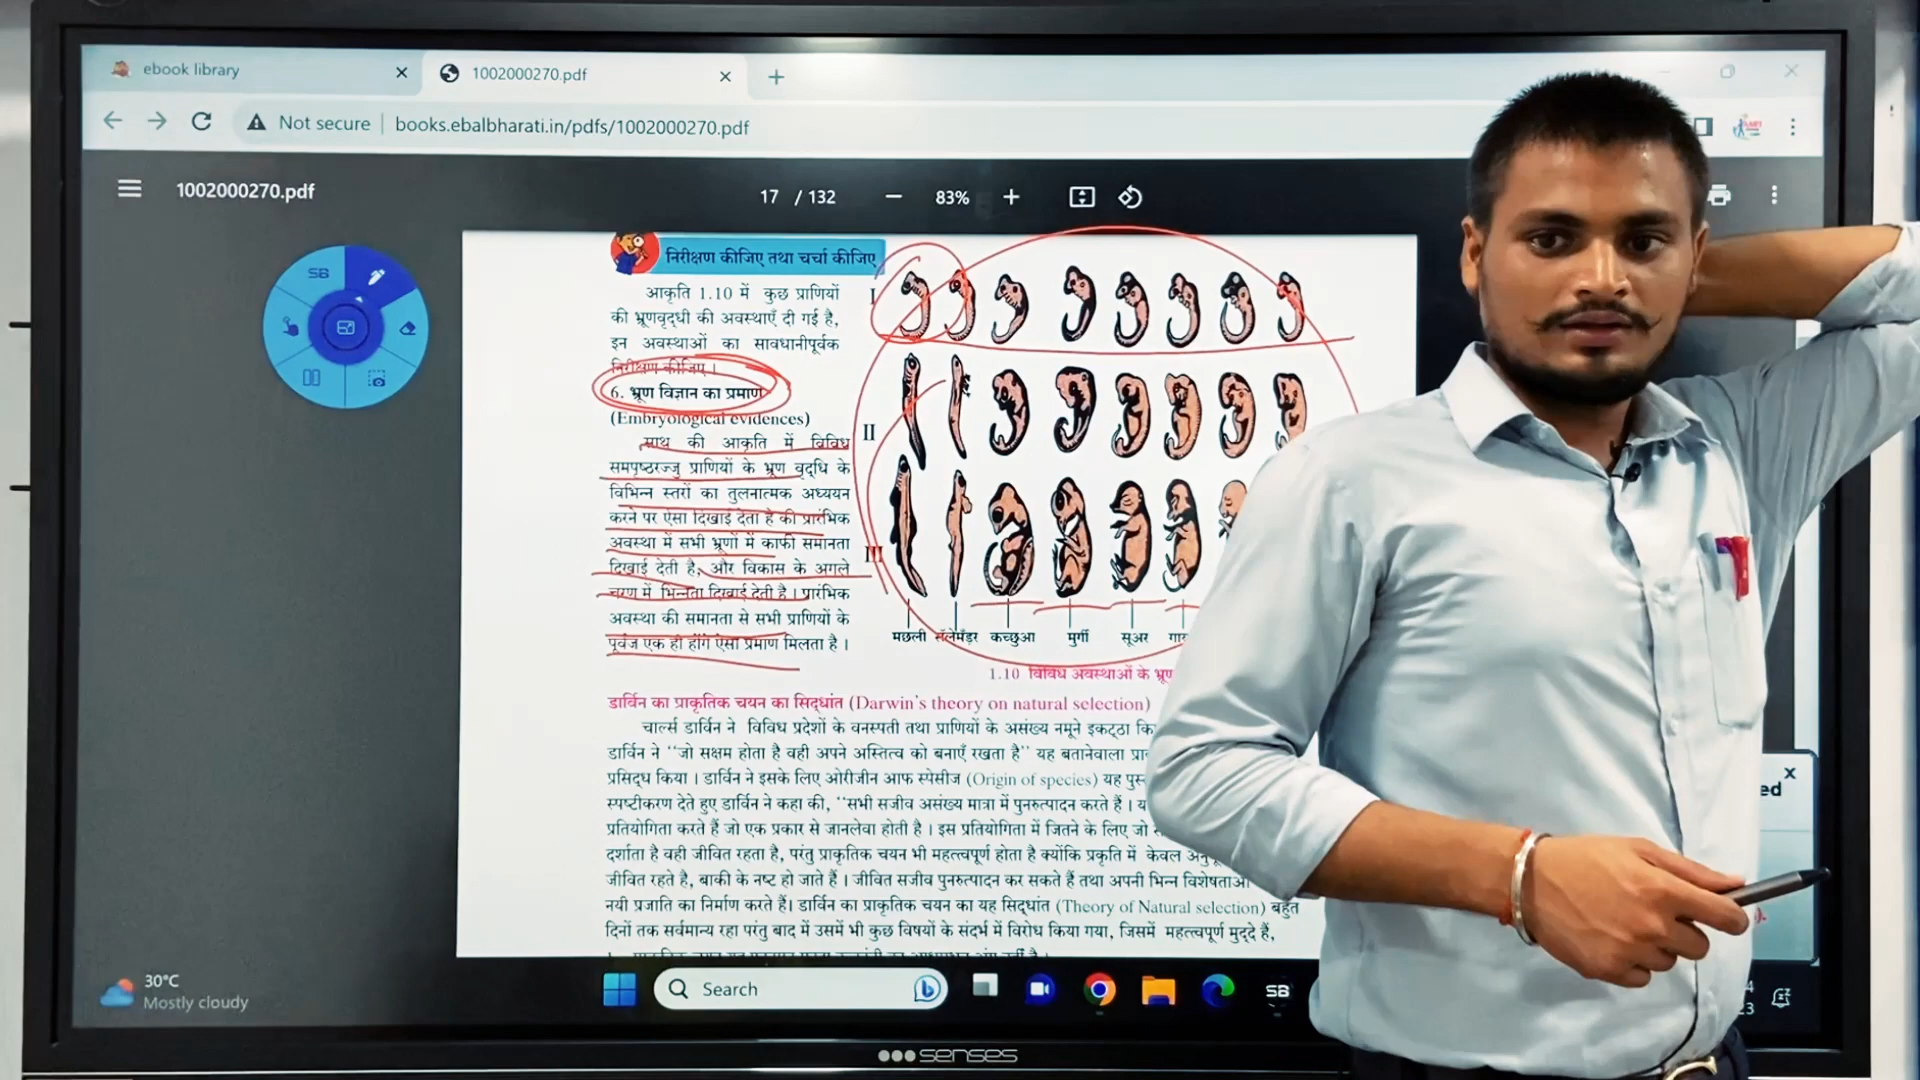 ebook library
1002000270.pdf
Not secure
books.ebalbharati.in/pdfs/1002000270.pdf
1002000270.pdf
17 / 132
83%
SB
निरीक्षण कीजिए तथा चर्चा कीजिए
आकृति 1.10 में कुछ प्राणियों
की भ्रूणवृद्धी की अवस्थाएँ दी गई है,
इन अवस्थाओं का सावधानीपूर्वक
निरीक्षण कीजिए ।
6. भ्रूण विज्ञान का प्रमाण
(Embryological evidences)
साथ की आकृति में विविध
समपृष्ठरज्जु प्राणियों के भ्रूण वृद्धि के
विभिन्न स्तरों का तुलनात्मक अध्ययन
करने पर ऐसा दिखाई देता है की प्रारंभिक
अवस्था में सभी भ्रूणों में काफी समानता
दिखाई देती है, और विकास के अगले
चरण में भिन्नता दिखाई देती है । प्रारंभिक
अवस्था की समानता से सभी प्राणियों के
पूर्वज एक ही होंगे ऐसा प्रमाण मिलता है ।
I
II
III
मछली सॅलेमँडर कच्छुआ मुर्गी सूअर
1.10 विविध अवस्थाओं के
डार्विन का प्राकृतिक चयन का सिद्धांत (Darwin's theory on natural selection)
चार्ल्स डार्विन ने विविध प्रदेशों के वनस्पती तथा प्राणियों के असंख्य नमूने इकट्ठा
डार्विन ने ''जो सक्षम होता है वही अपने अस्तित्व को बनाएँ रखता है'' यह बतानेवाला
प्रसिद्ध किया । डार्विन ने इसके लिए ओरीजीन आफ स्पेसीज (Origin of species) यह
स्पष्टीकरण देते हुए डार्विन ने कहा की, ''सभी सजीव असंख्य मात्रा में पुनरुत्पादन करते हैं ।
प्रतियोगिता करते हैं जो एक प्रकार से जानलेवा होती है । इस प्रतियोगिता में जितने के लिए जो
दर्शाता है वही जीवित रहता है, परंतु प्राकृतिक चयन भी महत्त्वपूर्ण होता है क्योंकि प्रकृति में केवल
जीवित रहते है, बाकी के नष्ट हो जाते हैं । जीवित सजीव पुनरुत्पादन कर सकते हैं तथा अपनी भिन्न
नयी प्रजाति का निर्माण करते हैं। डार्विन का प्राकृतिक चयन का यह सिद्धांत (Theory of Natural selection) बहुत
दिनों तक सर्वमान्य रहा परंतु बाद में उसमें भी कुछ विषयों के संदर्भ में विरोध किया गया, जिसमें महत्त्वपूर्ण मुद्दे हैं,
ed
30°C
Mostly cloudy
Search
SB
senses